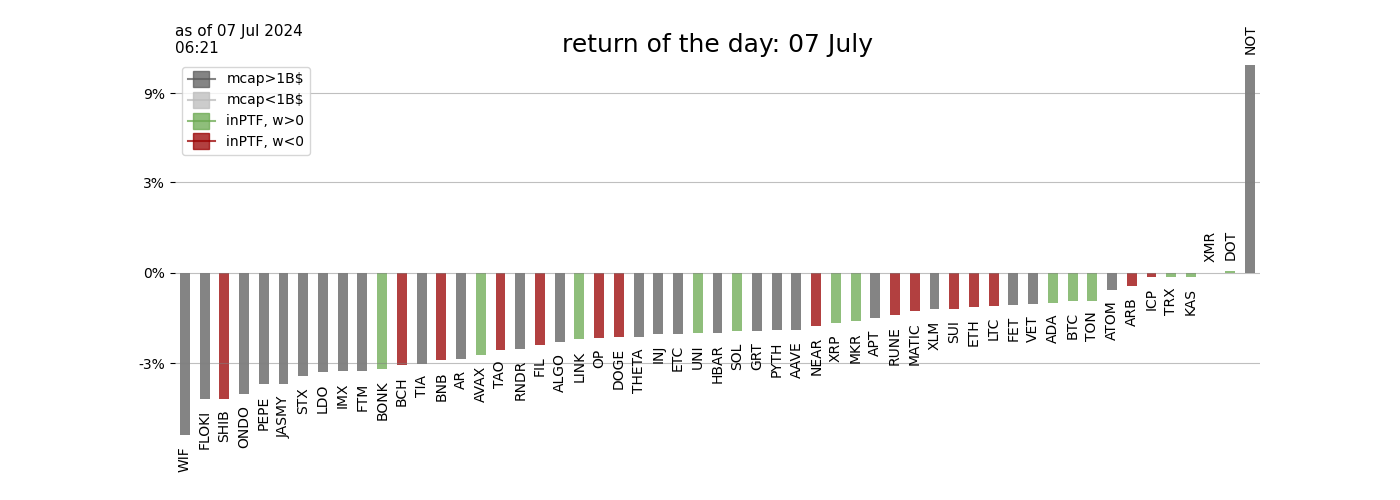 as of 07 Jul 2024
06:21
return of the day: 07 July
mcap>1B$
mcap<1B$
inPTF, w>0
inPTF, w<0
9%
3%
0%
-3%
WIF
FLOKI
SHIB
ONDO
PEPE
JASMY
STX
LDO
IMX
FTM
BONK
BCH
TIA
BNB
AR
AVAX
TAO
RNDR
FIL
ALGO
LINK
OP
DOGE
THETA
INJ
ETC
UNI
HBAR
SOL
GRT
PYTH
AAVE
NEAR
XRP
MKR
APT
RUNE
MATIC
XLM
SUI
ETH
LTC
FET
VET
ADA
BTC
TON
ATOM
ARB
ICP
TRX
KAS
XMR
DOT
NOT